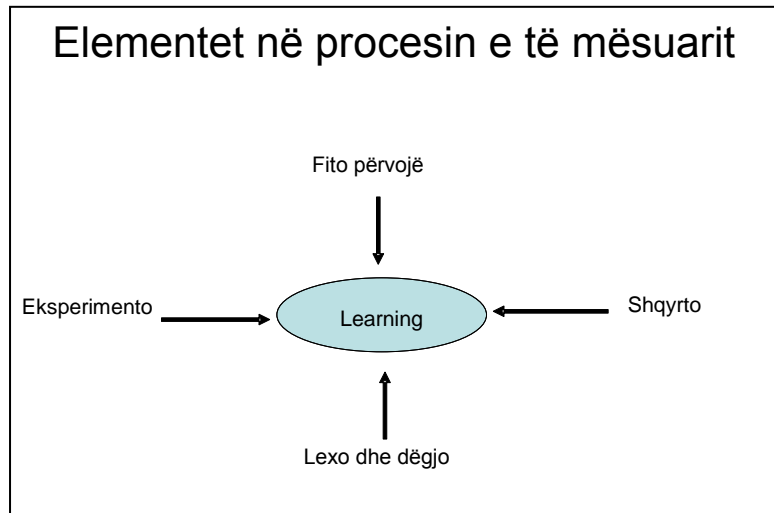 Elementet në procesin e të mësuarit
Fito përvojë
Eksperimento
Learning
Shqyrto
Lexo dhe dëgjo